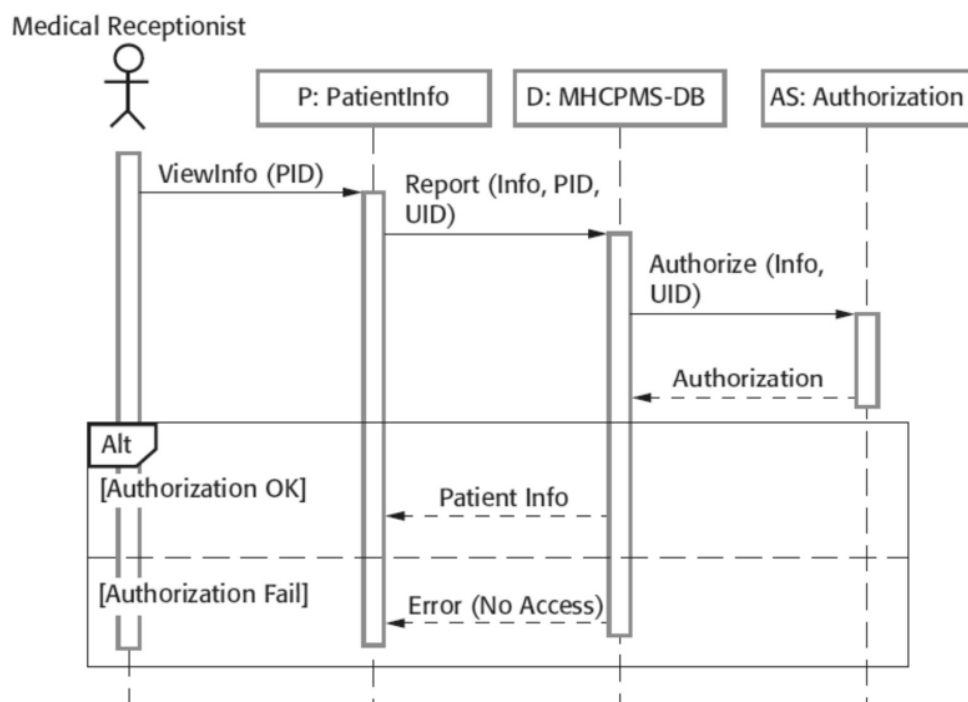 Medical Receptionist
P: PatientInfo
D: MHCPMS-DB
AS: Authorization
ViewInfo (PID)
Report (Info, PID,
UID)
Authorize (Info,
UID)
Authorization
Alt
[Authorization OK]
Patient Info
[Authorization Fail]
Error (No Access)